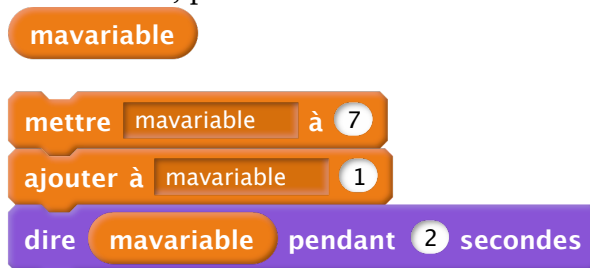 mavariable
mettre mavariable à 7
ajouter à mavariable 1
dire mavariable pendant 2 secondes